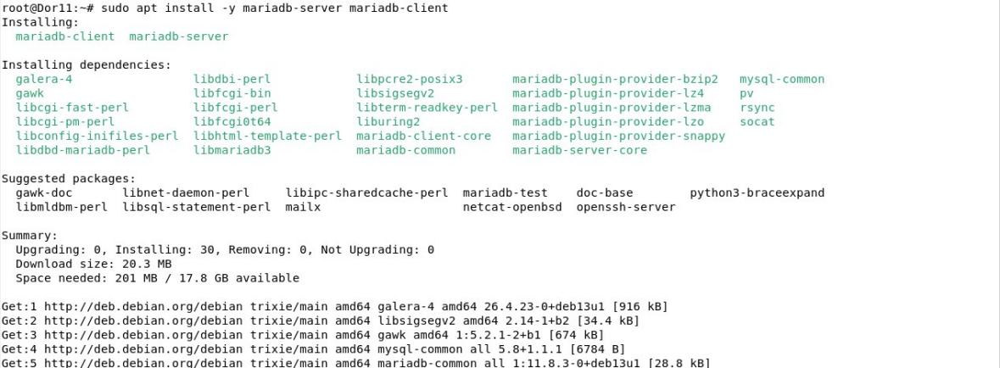 root@Dor11:~# sudo apt install -y mariadb-server mariadb-client
Installing:
  mariadb-client  mariadb-server

Installing dependencies:
  galera-4                 libdbi-perl            libpcre2-posix3       mariadb-plugin-provider-bzip2   mysql-common
  gawk                     libfcgi-bin            libsigsegv2           mariadb-plugin-provider-lz4     pv
  libcgi-fast-perl         libfcgi-perl           libterm-readkey-perl  mariadb-plugin-provider-lzma    rsync
  libcgi-pm-perl           libfcgi0t64            liburing2             mariadb-plugin-provider-lzo     socat
  libconfig-inifiles-perl  libhtml-template-perl  mariadb-client-core   mariadb-plugin-provider-snappy
  libdbd-mariadb-perl      libmariadb3            mariadb-common        mariadb-server-core

Suggested packages:
  gawk-doc       libnet-daemon-perl     libipc-sharedcache-perl  mariadb-test    doc-base        python3-braceexpand
  libmldbm-perl  libsql-statement-perl  mailx                    netcat-openbsd  openssh-server

Summary:
  Upgrading: 0, Installing: 30, Removing: 0, Not Upgrading: 0
  Download size: 20.3 MB
  Space needed: 201 MB / 17.8 GB available

Get:1 http://deb.debian.org/debian trixie/main amd64 galera-4 amd64 26.4.23-0+deb13u1 [916 kB]
Get:2 http://deb.debian.org/debian trixie/main amd64 libsigsegv2 amd64 2.14-1+b2 [34.4 kB]
Get:3 http://deb.debian.org/debian trixie/main amd64 gawk amd64 1:5.2.1-2+b1 [674 kB]
Get:4 http://deb.debian.org/debian trixie/main amd64 mysql-common all 5.8+1.1.1 [6784 B]
Get:5 http://deb.debian.org/debian trixie/main amd64 mariadb-common all 1:11.8.3-0+deb13u1 [28.8 kB]